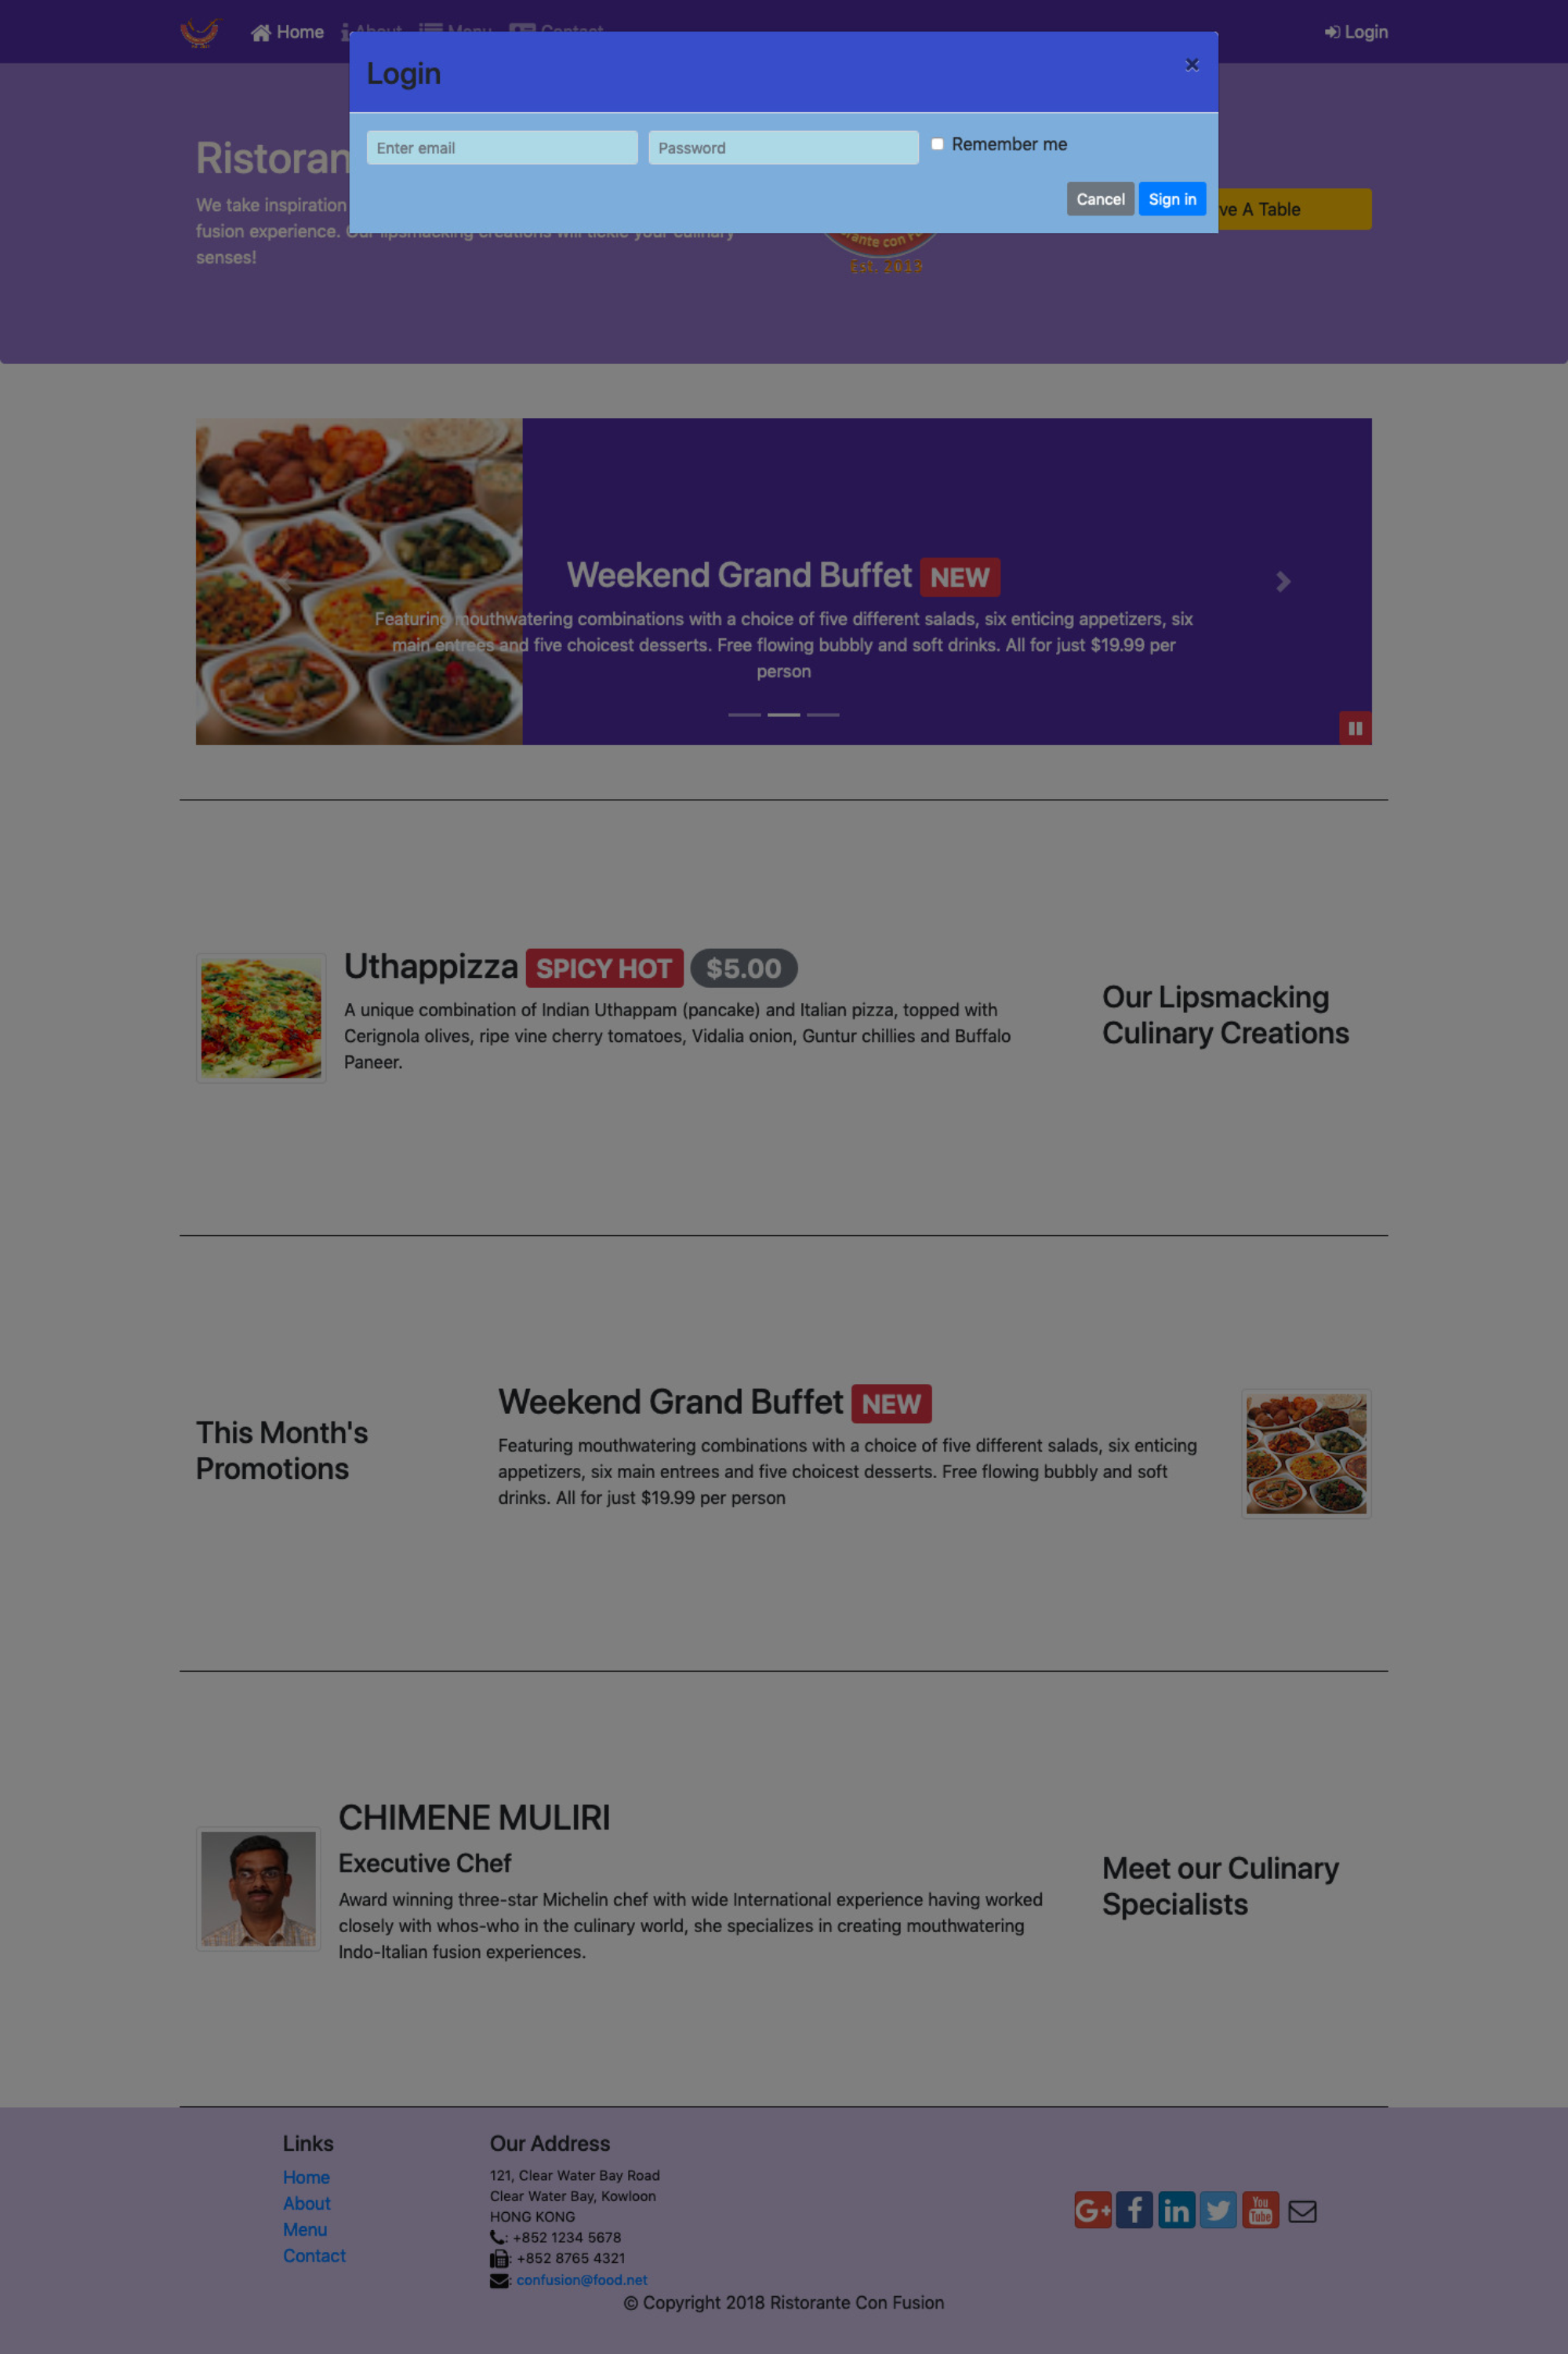 Home About Menu Contact Login
Login ×
Enter email Password Remember me
Cancel Sign in
Ristoran
We take inspiration
fusion experience. Our lipsmacking creations will tickle your culinary
senses!
ve A Table
rante con Fu
Est. 2013
Weekend Grand Buffet NEW
Featuring mouthwatering combinations with a choice of five different salads, six enticing appetizers, six
main entrees and five choicest desserts. Free flowing bubbly and soft drinks. All for just $19.99 per
person
Uthappizza SPICY HOT $5.00
A unique combination of Indian Uthappam (pancake) and Italian pizza, topped with
Cerignola olives, ripe vine cherry tomatoes, Vidalia onion, Guntur chillies and Buffalo
Paneer.
Our Lipsmacking
Culinary Creations
This Month's
Promotions
Weekend Grand Buffet NEW
Featuring mouthwatering combinations with a choice of five different salads, six enticing
appetizers, six main entrees and five choicest desserts. Free flowing bubbly and soft
drinks. All for just $19.99 per person
CHIMENE MULIRI
Executive Chef
Award winning three-star Michelin chef with wide International experience having worked
closely with whos-who in the culinary world, she specializes in creating mouthwatering
Indo-Italian fusion experiences.
Meet our Culinary
Specialists
Links
Home
About
Menu
Contact
Our Address
121, Clear Water Bay Road
Clear Water Bay, Kowloon
HONG KONG
: +852 1234 5678
: +852 8765 4321
: confusion@food.net
G+ f in You Tube
© Copyright 2018 Ristorante Con Fusion